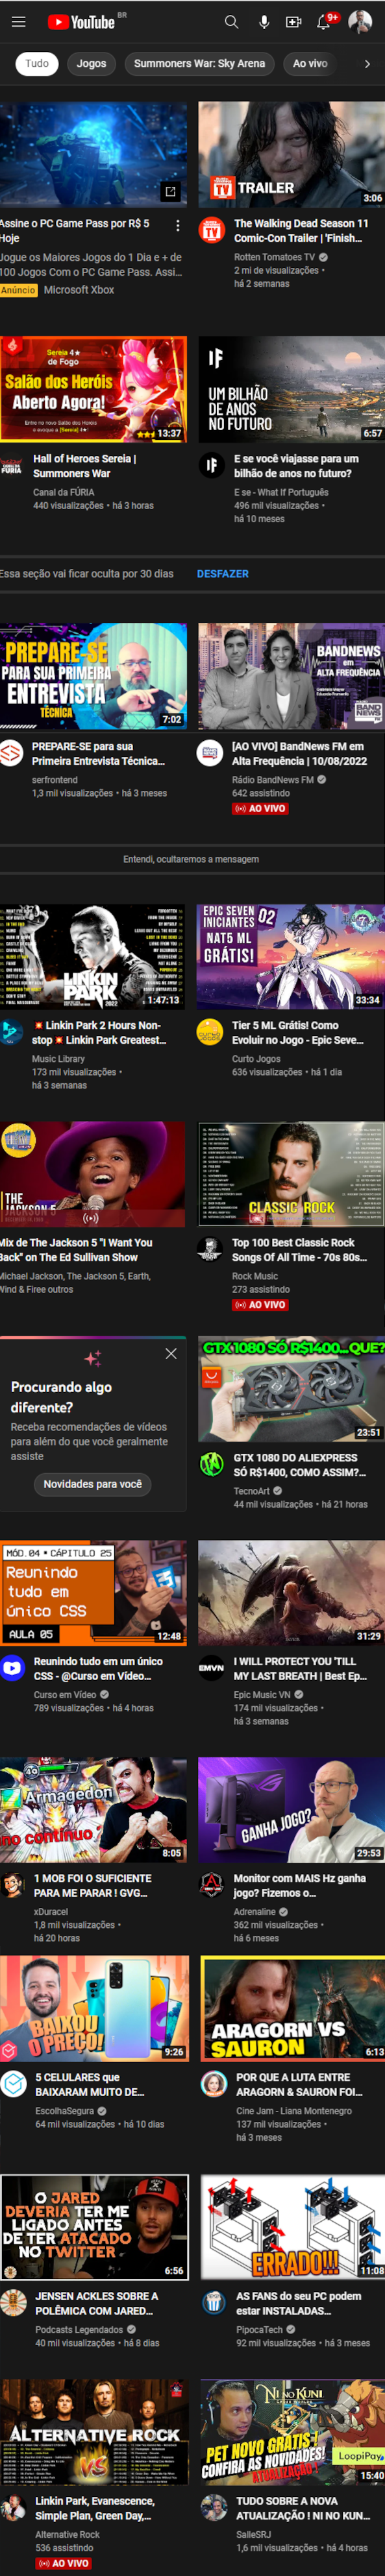 YouTube BR
9+
Tudo
Jogos
Summoners War: Sky Arena
Ao vivo
Assine o PC Game Pass por R$ 5
Hoje
Jogue os Maiores Jogos do 1 Dia e + de
100 Jogos Com o PC Game Pass. Assi...
Anúncio Microsoft Xbox
TRAILER
3:06
The Walking Dead Season 11
Comic-Con Trailer | 'Finish...
Rotten Tomatoes TV
2 mi de visualizações •
há 2 semanas
Sereia 4★
de Fogo
Salão dos Heróis
Aberto Agora!
13:37
Hall of Heroes Sereia |
Summoners War
Canal da FÚRIA
440 visualizações • há 3 horas
UM BILHÃO
DE ANOS
NO FUTURO
6:57
E se você viajasse para um
bilhão de anos no futuro?
E se - What If Português
496 mil visualizações •
há 10 meses
Essa seção vai ficar oculta por 30 dias
DESFAZER
PREPARE-SE
PARA SUA PRIMEIRA
ENTREVISTA
TÉCNICA
7:02
PREPARE-SE para sua
Primeira Entrevista Técnica...
serfrontend
1,3 mil visualizações • há 3 meses
BANDNEWS
em
ALTA FREQUÊNCIA
BAND
NEWS
[AO VIVO] BandNews FM em
Alta Frequência | 10/08/2022
Rádio BandNews FM
642 assistindo
AO VIVO
Entendi, ocultaremos a mensagem
LINKIN
PARK
2022
1:47:13
Linkin Park 2 Hours Non-
stop Linkin Park Greatest...
Music Library
173 mil visualizações •
há 3 semanas
EPIC SEVEN 02
INICIANTES
NAT5 ML
GRÁTIS!
33:34
Tier 5 ML Grátis! Como
Evoluir no Jogo - Epic Seve...
Curto Jogos
636 visualizações • há 1 dia
THE
JACKSON 5
Mix de The Jackson 5 "I Want You
Back" on The Ed Sullivan Show
Michael Jackson, The Jackson 5, Earth,
Wind & Fire e outros
CLASSIC ROCK
Top 100 Best Classic Rock
Songs Of All Time - 70s 80s...
Rock Music
273 assistindo
AO VIVO
Procurando algo
diferente?
Receba recomendações de vídeos
para além do que você geralmente
assiste
Novidades para você
GTX 1080 SÓ R$1400... QUE?
23:51
GTX 1080 DO ALIEXPRESS
SÓ R$1400, COMO ASSIM?...
TecnoArt
44 mil visualizações • há 21 horas
MÓD. 04 • CAPÍTULO 25
Reunindo
tudo em
único CSS
AULA 05
12:48
Reunindo tudo em um único
CSS - @Curso em Vídeo...
Curso em Vídeo
789 visualizações • há 4 horas
31:29
EMVN
I WILL PROTECT YOU 'TILL
MY LAST BREATH | Best Ep...
Epic Music VN
174 mil visualizações •
há 3 semanas
49
Armagedon
no contínuo
8:05
1 MOB FOI O SUFICIENTE
PARA ME PARAR ! GVG...
xDuracel
1,8 mil visualizações •
há 20 horas
GANHA JOGO?
29:53
Monitor com MAIS Hz ganha
jogo? Fizemos o...
Adrenaline
362 mil visualizações •
há 6 meses
BAIXOU
O PREÇO!
9:26
5 CELULARES que
BAIXARAM MUITO DE...
EscolhaSegura
64 mil visualizações • há 10 dias
ARAGORN VS
SAURON
6:13
POR QUE A LUTA ENTRE
ARAGORN & SAURON FOI...
Cine Jam - Liana Montenegro
137 mil visualizações •
há 3 meses
O JARED
DEVERIA TER ME
LIGADO ANTES
DE TER ATACADO
NO TWITTER
6:56
JENSEN ACKLES SOBRE A
POLÊMICA COM JARED...
Podcasts Legendados
40 mil visualizações • há 8 dias
ERRADO!!!
11:08
AS FANS do seu PC podem
estar INSTALADAS...
PipocaTech
92 mil visualizações • há 3 meses
ALTERNATIVE ROCK
Linkin Park, Evanescence,
Simple Plan, Green Day,...
Alternative Rock
536 assistindo
AO VIVO
NI NO KUNI
PET NOVO GRÁTIS!
CONFIRA AS NOVIDADES!
ATUALIZAÇÃO!
LoopiPay
15:40
TUDO SOBRE A NOVA
ATUALIZAÇÃO ! NI NO KUN...
SalleSRJ
1,6 mil visualizações • há 4 horas